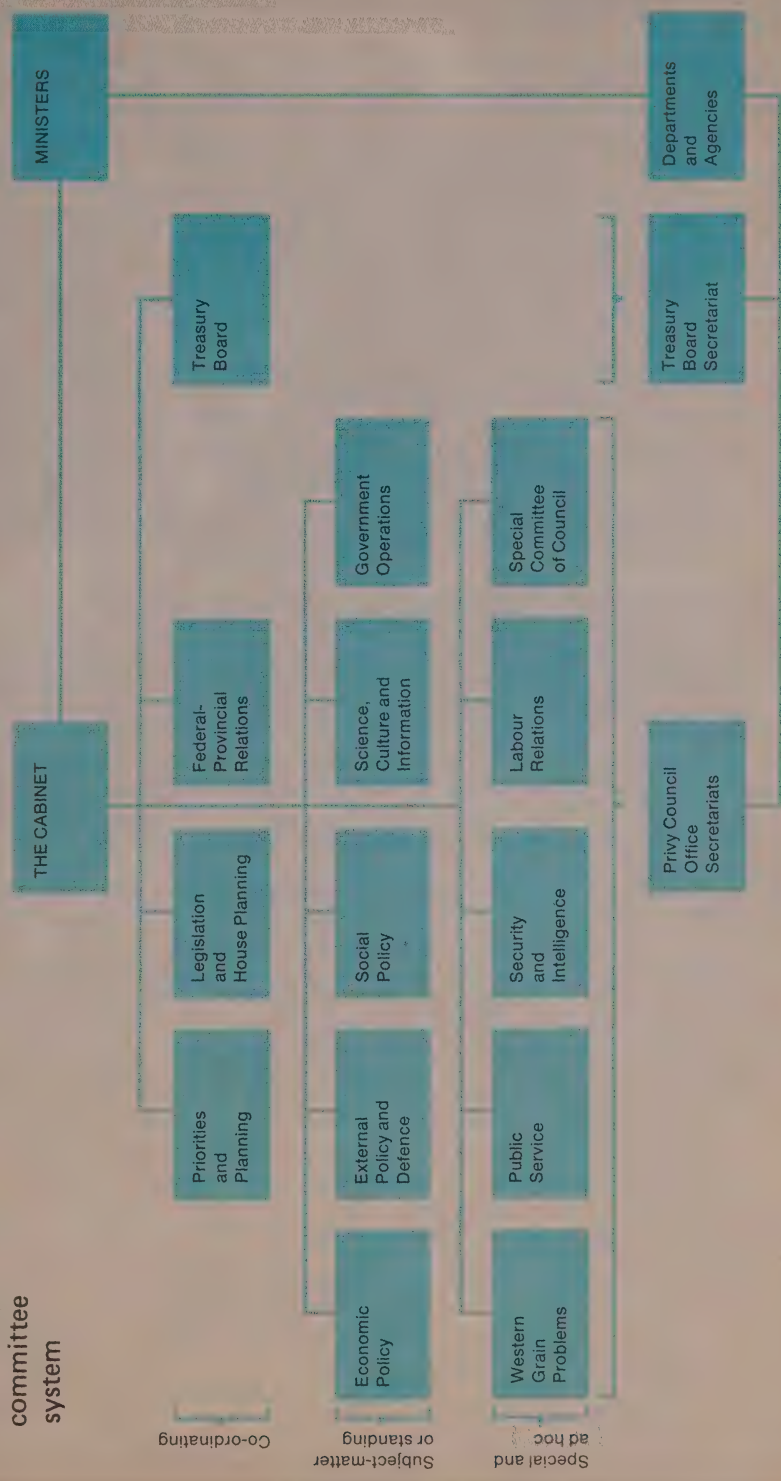 committee
system
THE CABINET
MINISTERS
Co-ordinating
Priorities
and
Planning
Legislation
and
House Planning
Federal-
Provincial
Relations
Treasury
Board
Subject-matter
or standing
Economic
Policy
External
Policy and
Defence
Social
Policy
Science,
Culture and
Information
Government
Operations
Special and
ad hoc
Western
Grain
Problems
Public
Service
Security
and
Intelligence
Labour
Relations
Special
Committee
of Council
Privy Council
Office
Secretariats
Treasury
Board
Secretariat
Departments
and
Agencies